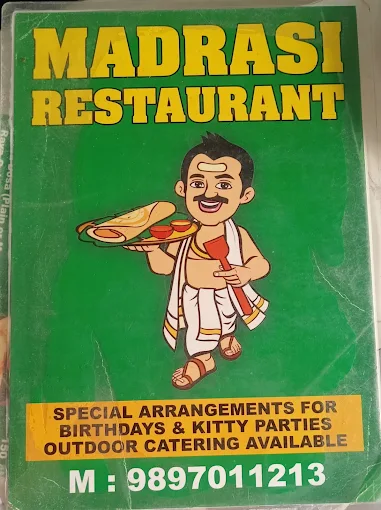 MADRASI
RESTAURANT
SPECIAL ARRANGEMENTS FOR
BIRTHDAYS & KITTY PARTIES
OUTDOOR CATERING AVAILABLE
M : 9897011213